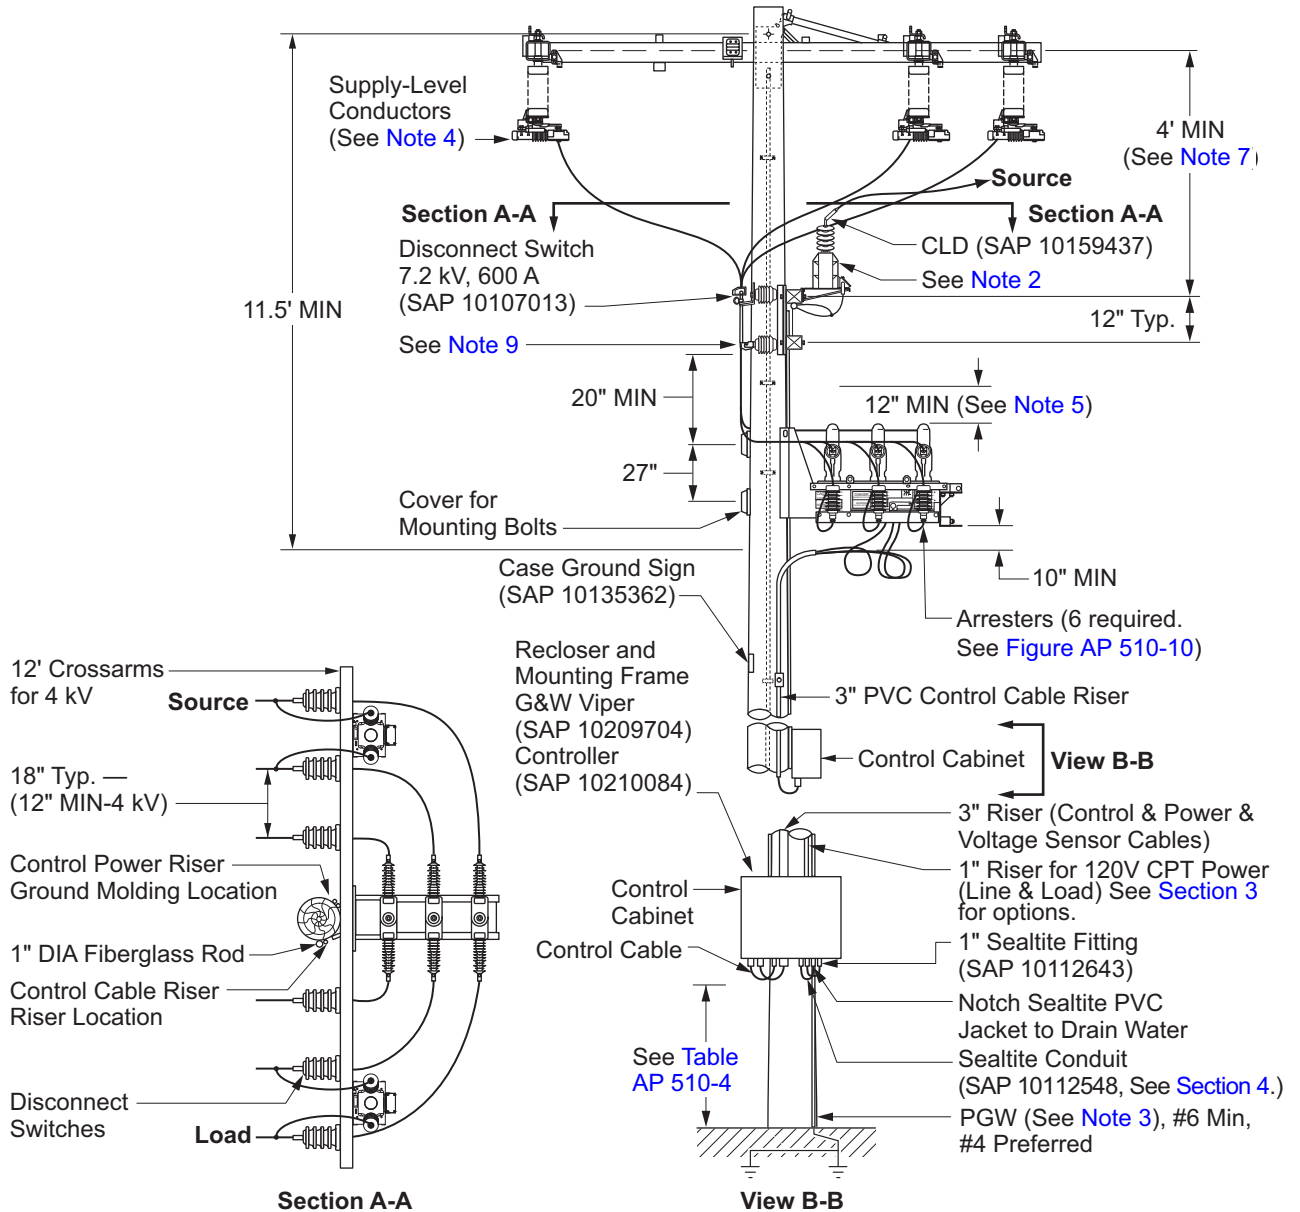 Supply-Level
Conductors
(See Note 4)
4' MIN
(See Note 7)
Source
Section A-A
Section A-A
Disconnect Switch
7.2 kV, 600 A
(SAP 10107013)
CLD (SAP 10159437)
See Note 2
11.5' MIN
12" Typ.
See Note 9
20" MIN
12" MIN (See Note 5)
27"
Cover for
Mounting Bolts
Case Ground Sign
(SAP 10135362)
10" MIN
Arresters (6 required.
See Figure AP 510-10)
12' Crossarms
for 4 kV
Source
Recloser and
Mounting Frame
G&W Viper
(SAP 10209704)
Controller
(SAP 10210084)
3" PVC Control Cable Riser
Control Cabinet
View B-B
18" Typ. —
(12" MIN-4 kV)
3" Riser (Control & Power &
Voltage Sensor Cables)
Control Power Riser
Ground Molding Location
Control
Cabinet
1" Riser for 120V CPT Power
(Line & Load) See Section 3
for options.
1" DIA Fiberglass Rod
Control Cable
1" Sealtite Fitting
(SAP 10112643)
Control Cable Riser
Riser Location
Notch Sealtite PVC
Jacket to Drain Water
See Table
AP 510-4
Sealtite Conduit
(SAP 10112548, See Section 4.)
Disconnect
Switches
Load
PGW (See Note 3), #6 Min,
#4 Preferred
Section A-A
View B-B